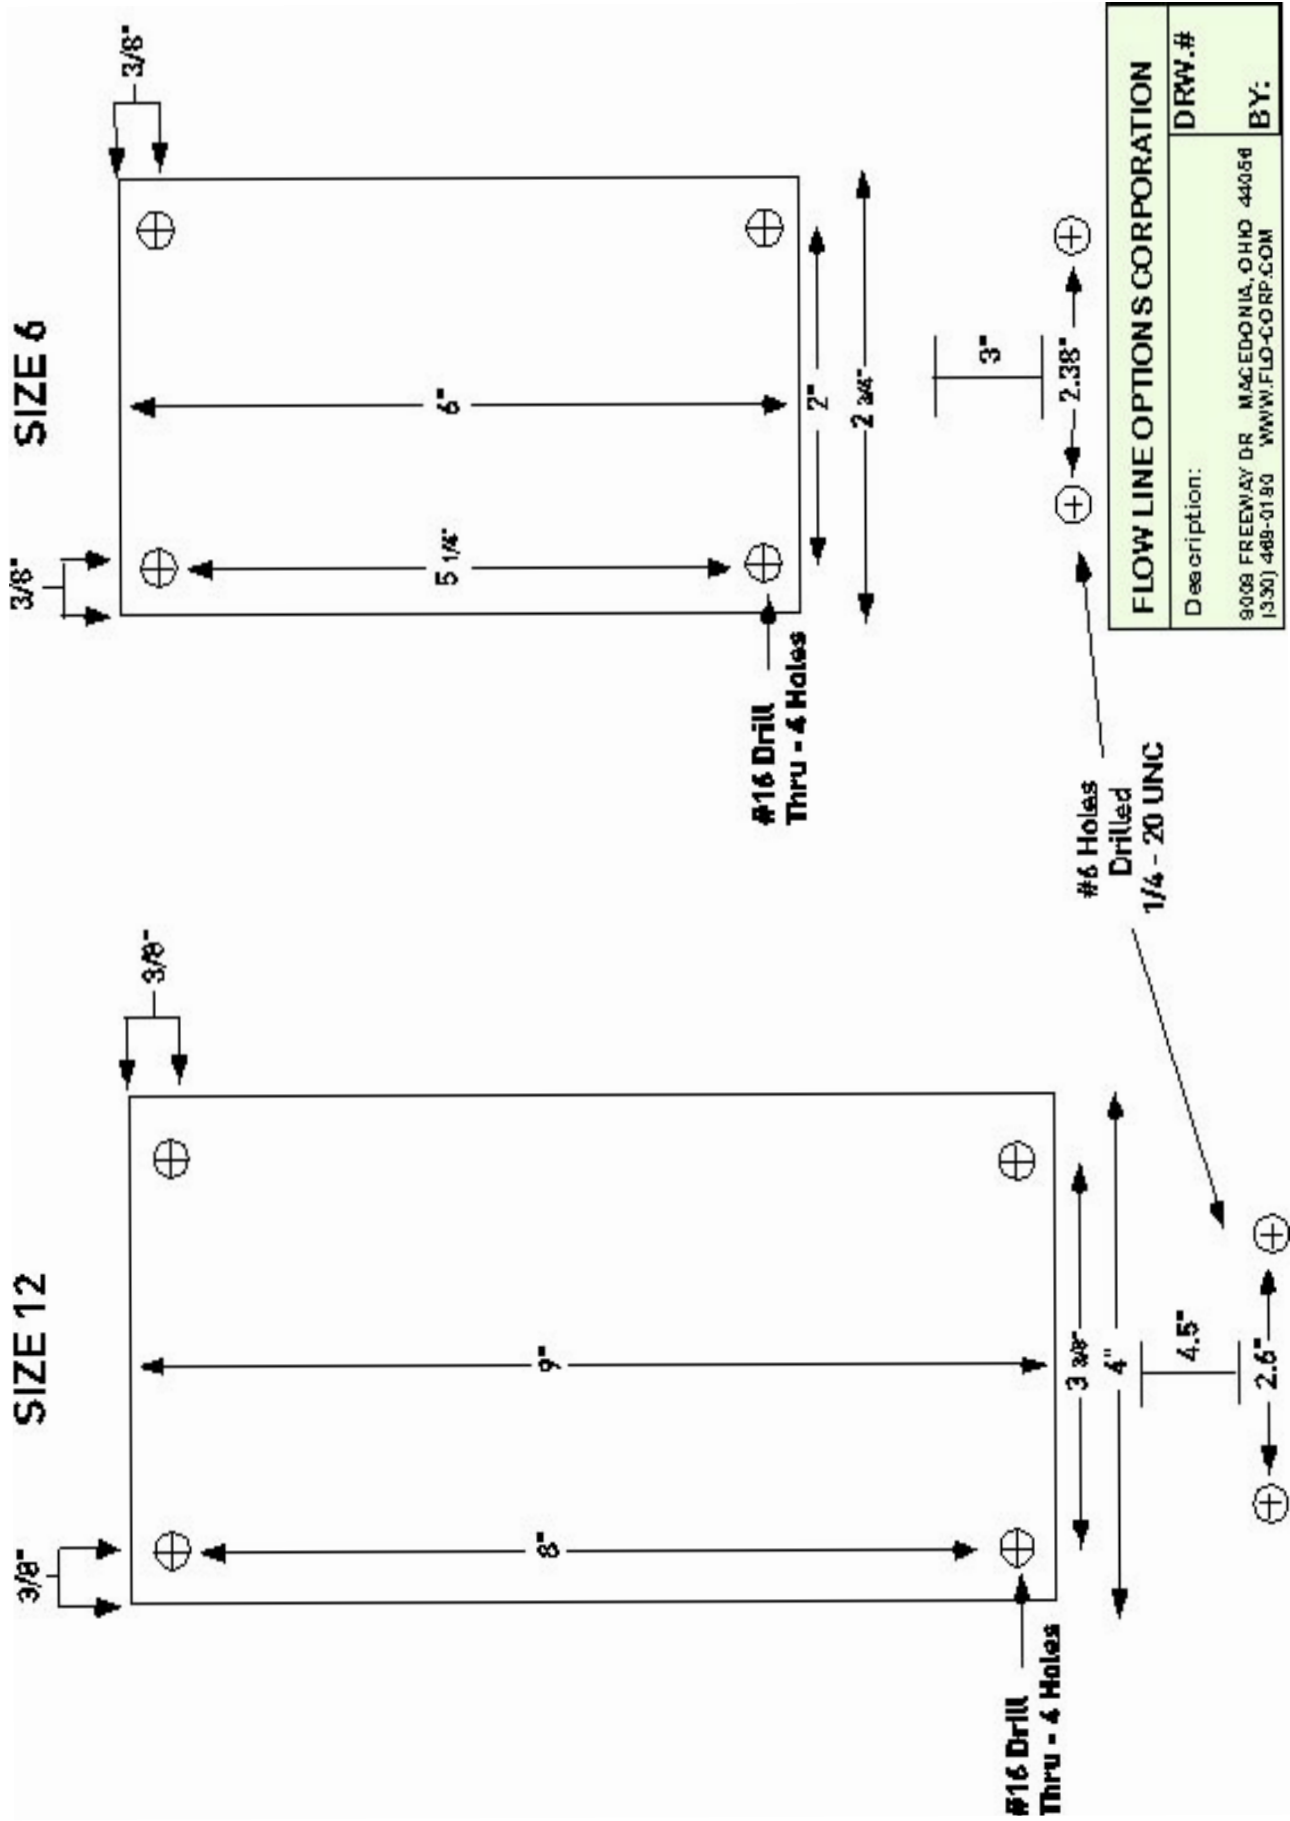 SIZE 12
3/8"
3/8"
9"
8"
3 3/8"
4"
4.5"
2.6"
#16 Drill
Thru - 4 Holes
SIZE 6
3/8"
3/8"
6"
5 1/4"
2"
2 3/4"
3"
2.38"
#16 Drill
Thru - 4 Holes
#6 Holes
Drilled
1/4 - 20 UNC
FLOW LINE OPTIONS CORPORATION
Description:
DRW.#
9009 FREEWAY DR MACEDONIA, OHIO 44056
(330) 468-0190 WWW.FLO-CORP.COM
BY: